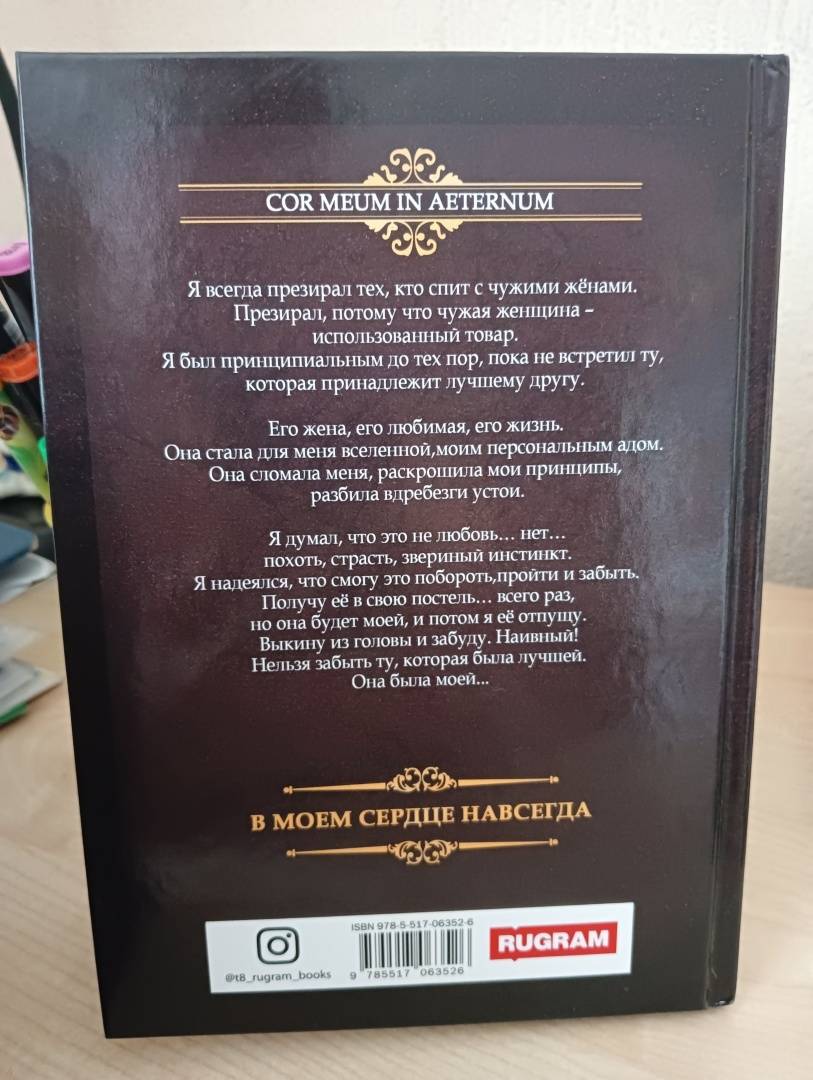 COR MEUM IN AETERNUM
Я всегда презирал тех, кто спит с чужими жёнами.
Презирал, потому что чужая женщина –
использованный товар.
Я был принципиальным до тех пор, пока не встретил ту,
которая принадлежит лучшему другу.
Его жена, его любимая, его жизнь.
Она стала для меня вселенной,моим персональным адом.
Она сломала меня, раскрошила мои принципы,
разбила вдребезги устои.
Я думал, что это не любовь… нет…
похоть, страсть, звериный инстинкт.
Я надеялся, что смогу это побороть,пройти и забыть.
Получу её в свою постель… всего раз,
но она будет моей, и потом я её отпущу.
Выкину из головы и забуду. Наивный!
Нельзя забыть ту, которая была лучшей.
Она была моей...
В МОЕМ СЕРДЦЕ НАВСЕГДА
ISBN 978-5-517-06352-6
RUGRAM
@t8_rugram_books
9 785517 063526